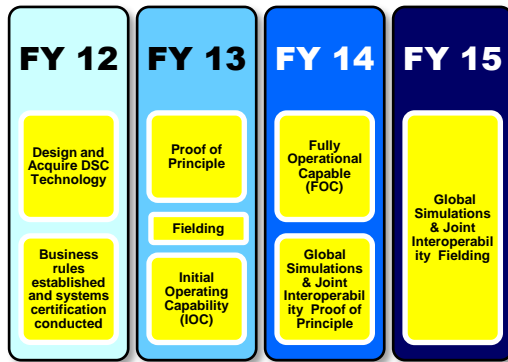 FY 12
Design and
Acquire DSC
Technology
Business
rules
established
and systems
certification
conducted
FY 13
Proof of
Principle
Fielding
Initial
Operating
Capability
(IOC)
FY 14
Fully
Operational
Capable
(FOC)
Global
Simulations
& Joint
Interoperabil
ity Proof of
Principle
FY 15
Global
Simulations
& Joint
Interoperabil
ity Fielding